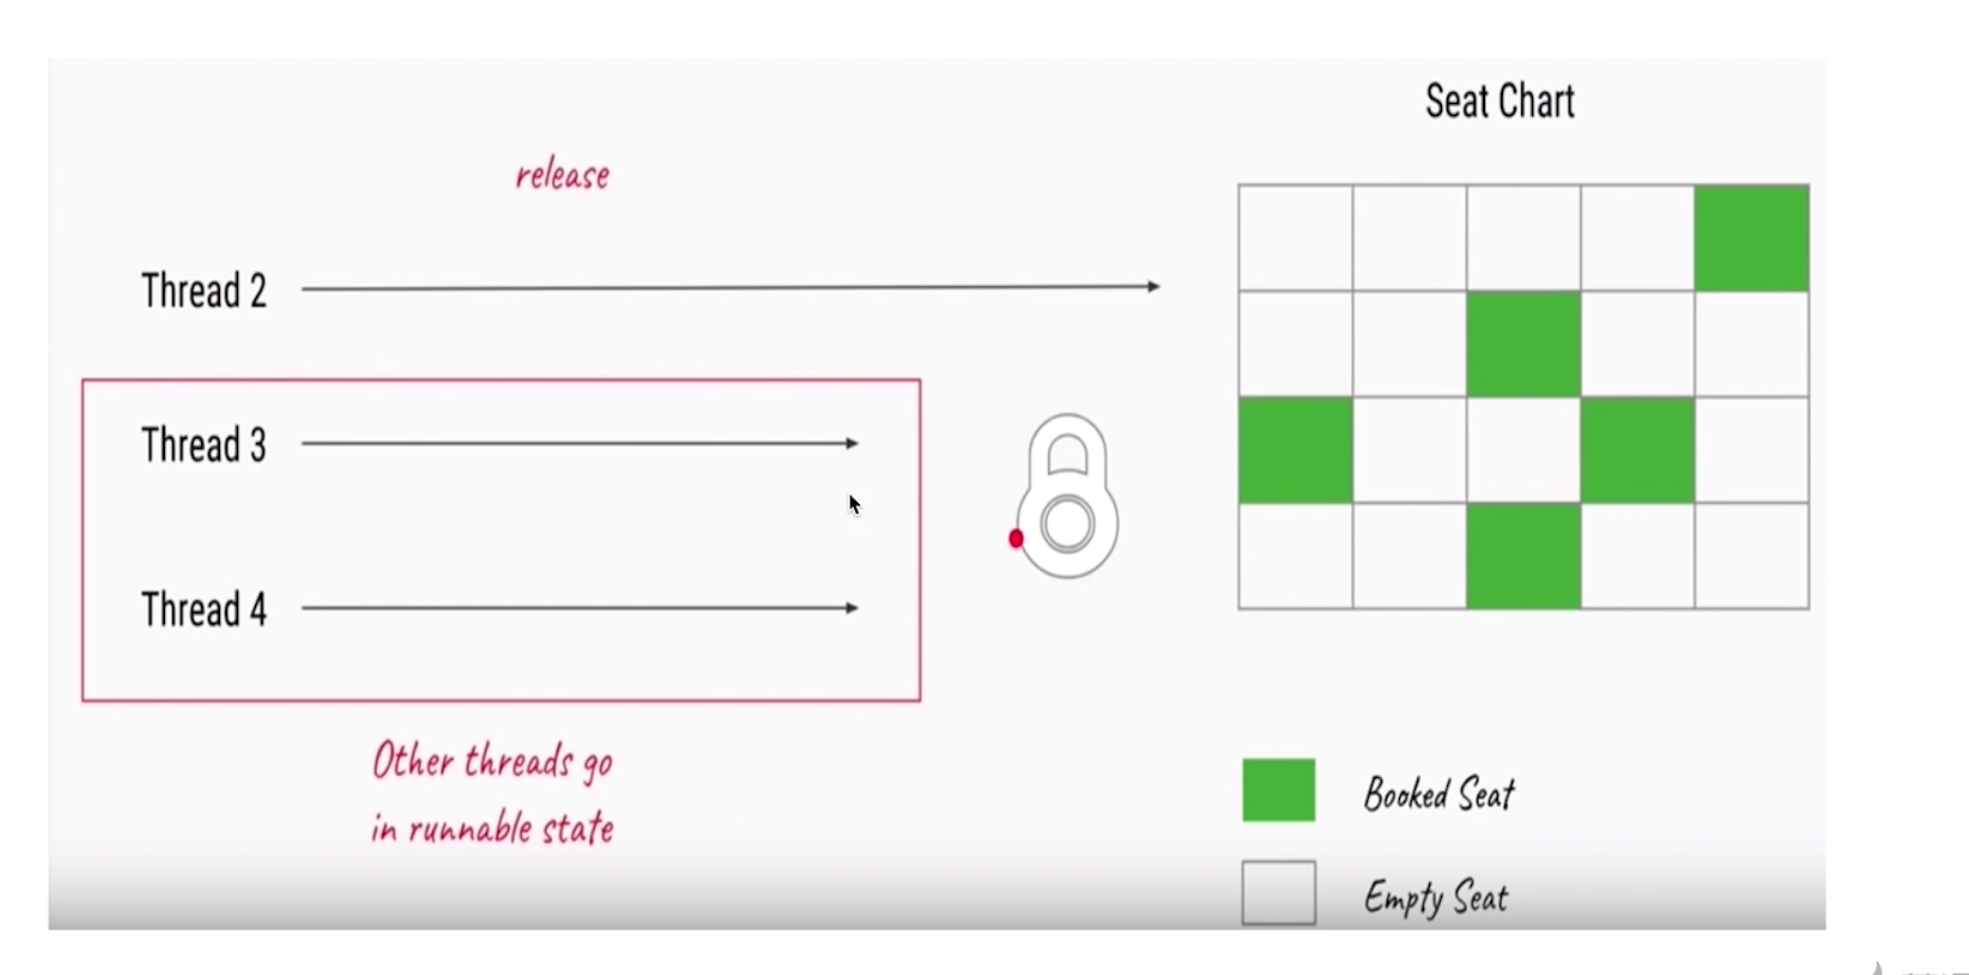 Seat Chart
release
Thread 2
Thread 3
Thread 4
Other threads go
in runnable state
Booked Seat
Empty Seat